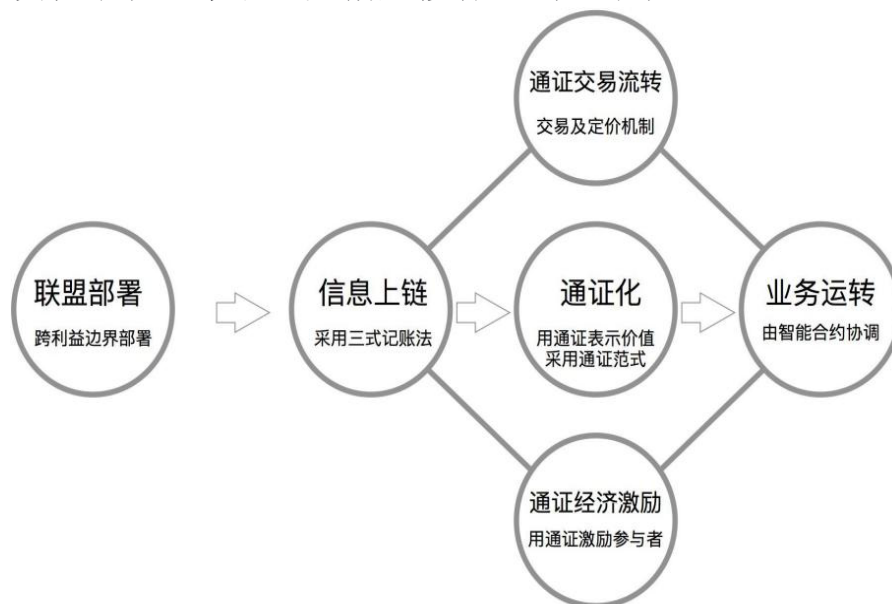 通证交易流转
交易及定价机制
联盟部署
跨利益边界部署
信息上链
采用三式记账法
通证化
用通证表示价值
采用通证范式
业务运转
由智能合约协调
通证经济激励
用通证激励参与者